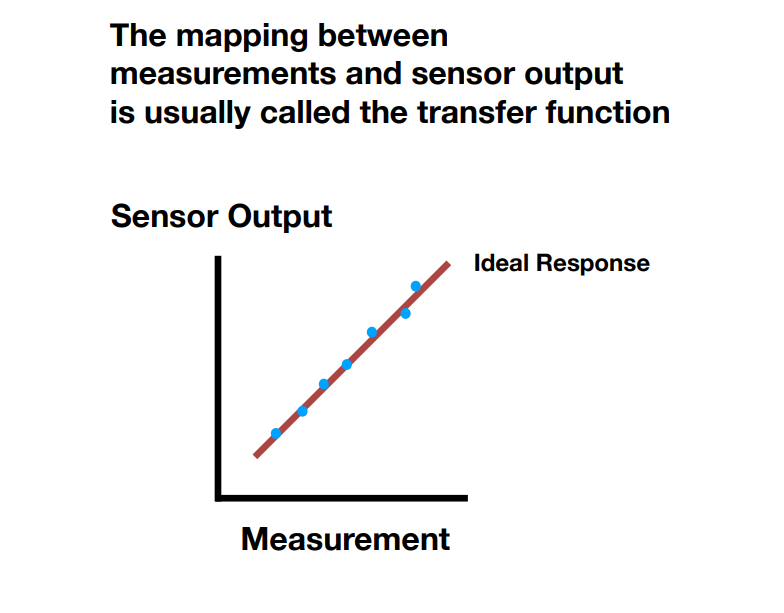 The mapping between
measurements and sensor output
is usually called the transfer function
Sensor Output
Ideal Response
Measurement